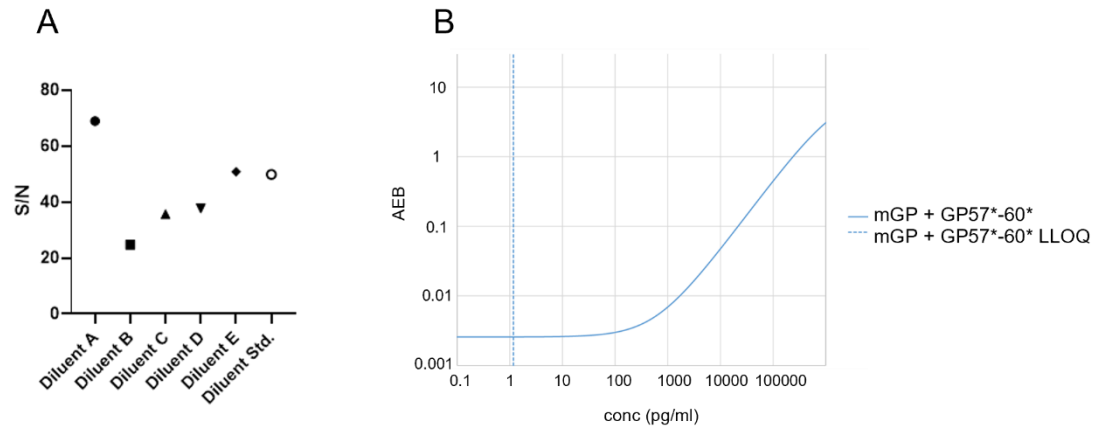 A
B
80
60
40
20
0
S/N
Diluent A
Diluent B
Diluent C
Diluent D
Diluent E
Diluent Std.
10
1
0.1
0.01
0.001
AEB
0.1
1
10
100
1000
10000
100000
conc (pg/ml)
mGP + GP57*-60*
mGP + GP57*-60* LLOQ